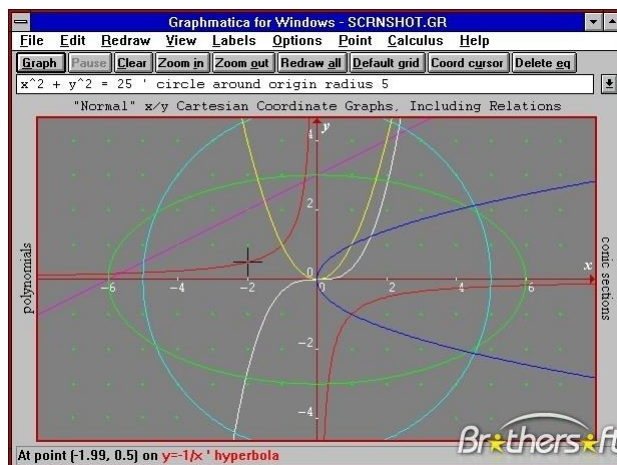 Graphmatica for Windows - SCRNSHOT.GR
File Edit Redraw View Labels Options Point Calculus Help
Graph Pause Clear Zoom in Zoom out Redraw all Default grid Coord cursor Delete eq
x^2 + y^2 = 25 ' circle around origin radius 5
"Normal" x/y Cartesian Coordinate Graphs, Including Relations
polynomials
conic sections
y
4
2
0
x
-6 -4 -2 0 2 4 6
-2
-4
Brothersoft
At point (-1.99, 0.5) on y=-1/x ' hyperbola